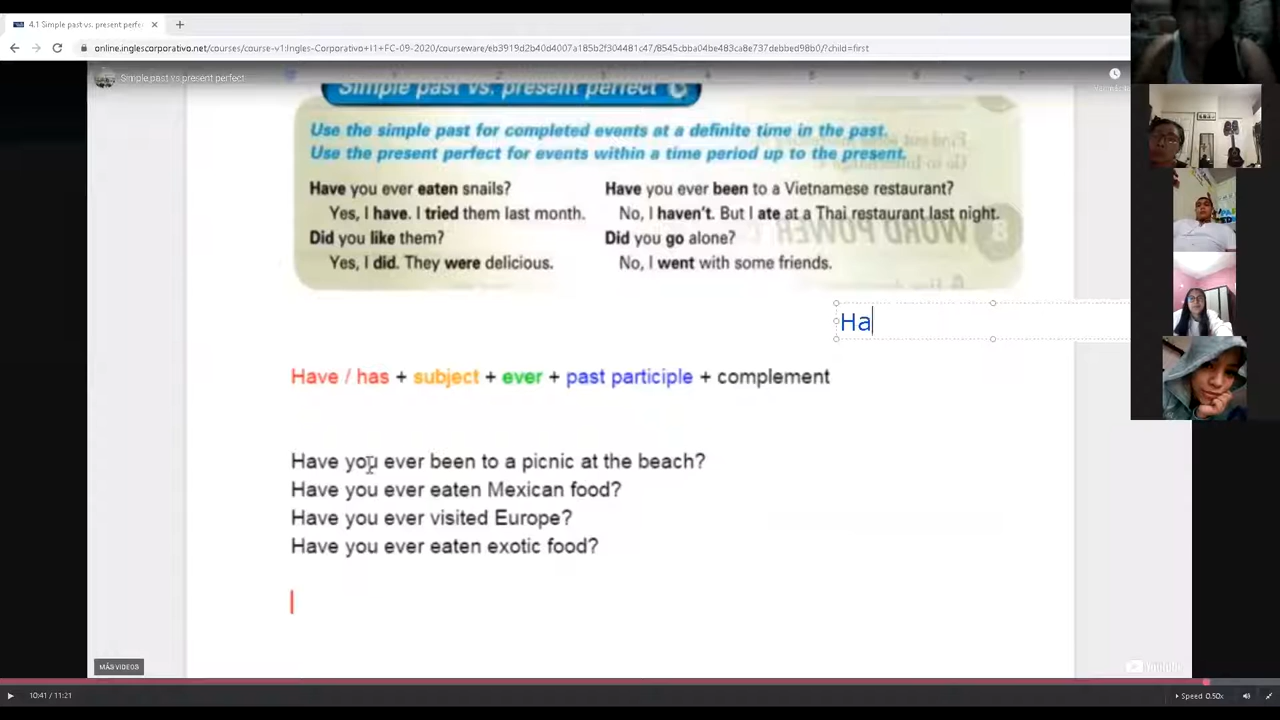 4.1 Simple past vs. present perfe
online.inglescorporativo.net/courses/course-v1:Ingles-Corporativo+I1+FC-09-2020/courseware/eb3919d2b40d4007a185b2f304481c47/8545cbba04be483ca8e737debbed98b0/?child=first
Simple past vs present perfect
Simple past vs. present perfect
Use the simple past for completed events at a definite time in the past.
Use the present perfect for events within a time period up to the present.
Have you ever eaten snails?
Yes, I have. I tried them last month.
Did you like them?
Yes, I did. They were delicious.
Have you ever been to a Vietnamese restaurant?
No, I haven't. But I ate at a Thai restaurant last night.
Did you go alone?
No, I went with some friends.
Ha
Have / has + subject + ever + past participle + complement
Have you ever been to a picnic at the beach?
Have you ever eaten Mexican food?
Have you ever visited Europe?
Have you ever eaten exotic food?
MÁS VIDEOS
YouTube
10:41 / 11:21
Speed 0.50x